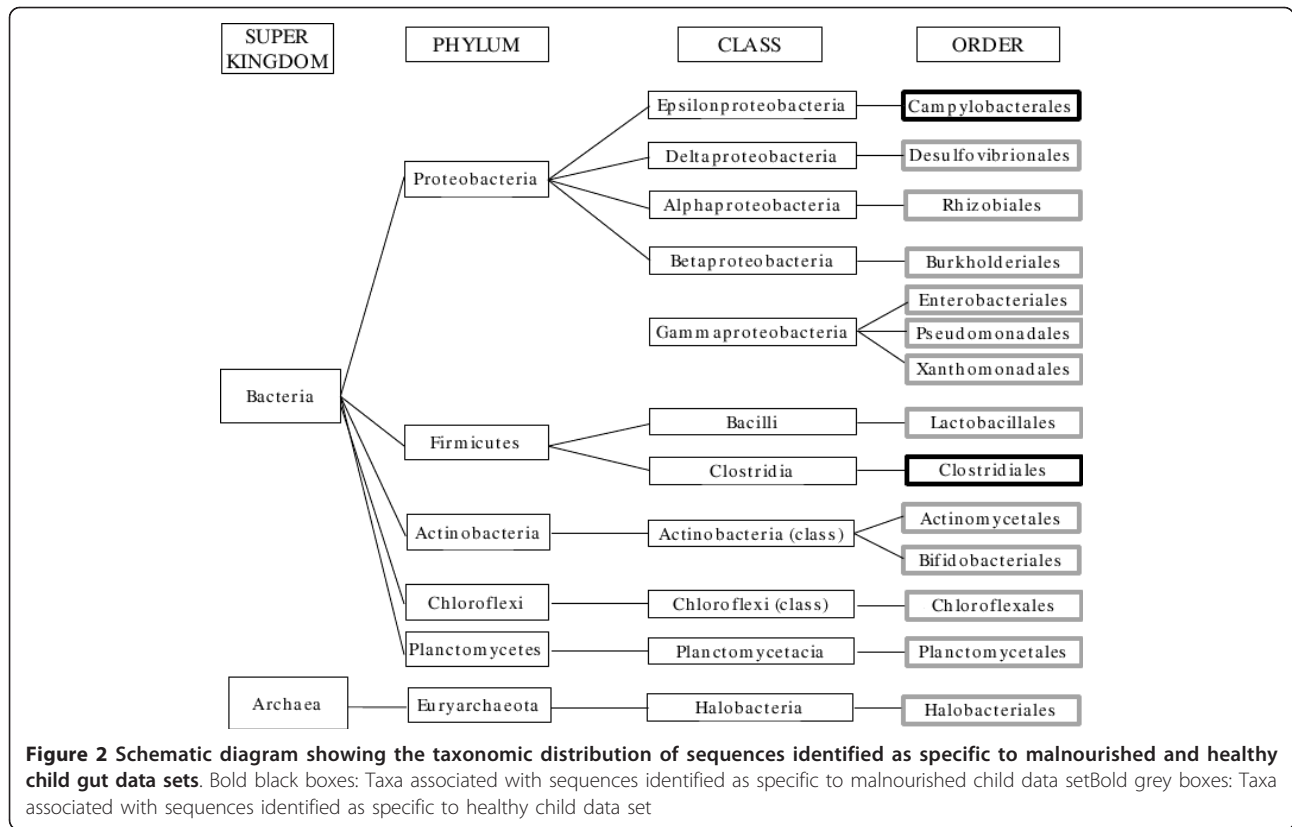 SUPER
KINGDOM
PHYLUM
CLASS
ORDER
Epsilonproteobacteria
Campylobacterales
Deltaproteobacteria
Desulfovibrionales
Proteobacteria
Alphaproteobacteria
Rhizobiales
Betaproteobacteria
Burkholderiales
Enterobacteriales
Gammaproteobacteria
Pseudomonadales
Xanthomonadales
Bacteria
Bacilli
Lactobacillales
Firmicutes
Clostridia
Clostridiales
Actinomycetales
Actinobacteria
Actinobacteria (class)
Bifidobacteriales
Chloroflexi
Chloroflexi (class)
Chloroflexales
Planctomycetes
Planctomycetacia
Planctomycetales
Archaea
Euryarchaeota
Halobacteria
Halobacteriales
Figure 2 Schematic diagram showing the taxonomic distribution of sequences identified as specific to malnourished and healthy
child gut data sets. Bold black boxes: Taxa associated with sequences identified as specific to malnourished child data setBold grey boxes: Taxa
associated with sequences identified as specific to healthy child data set